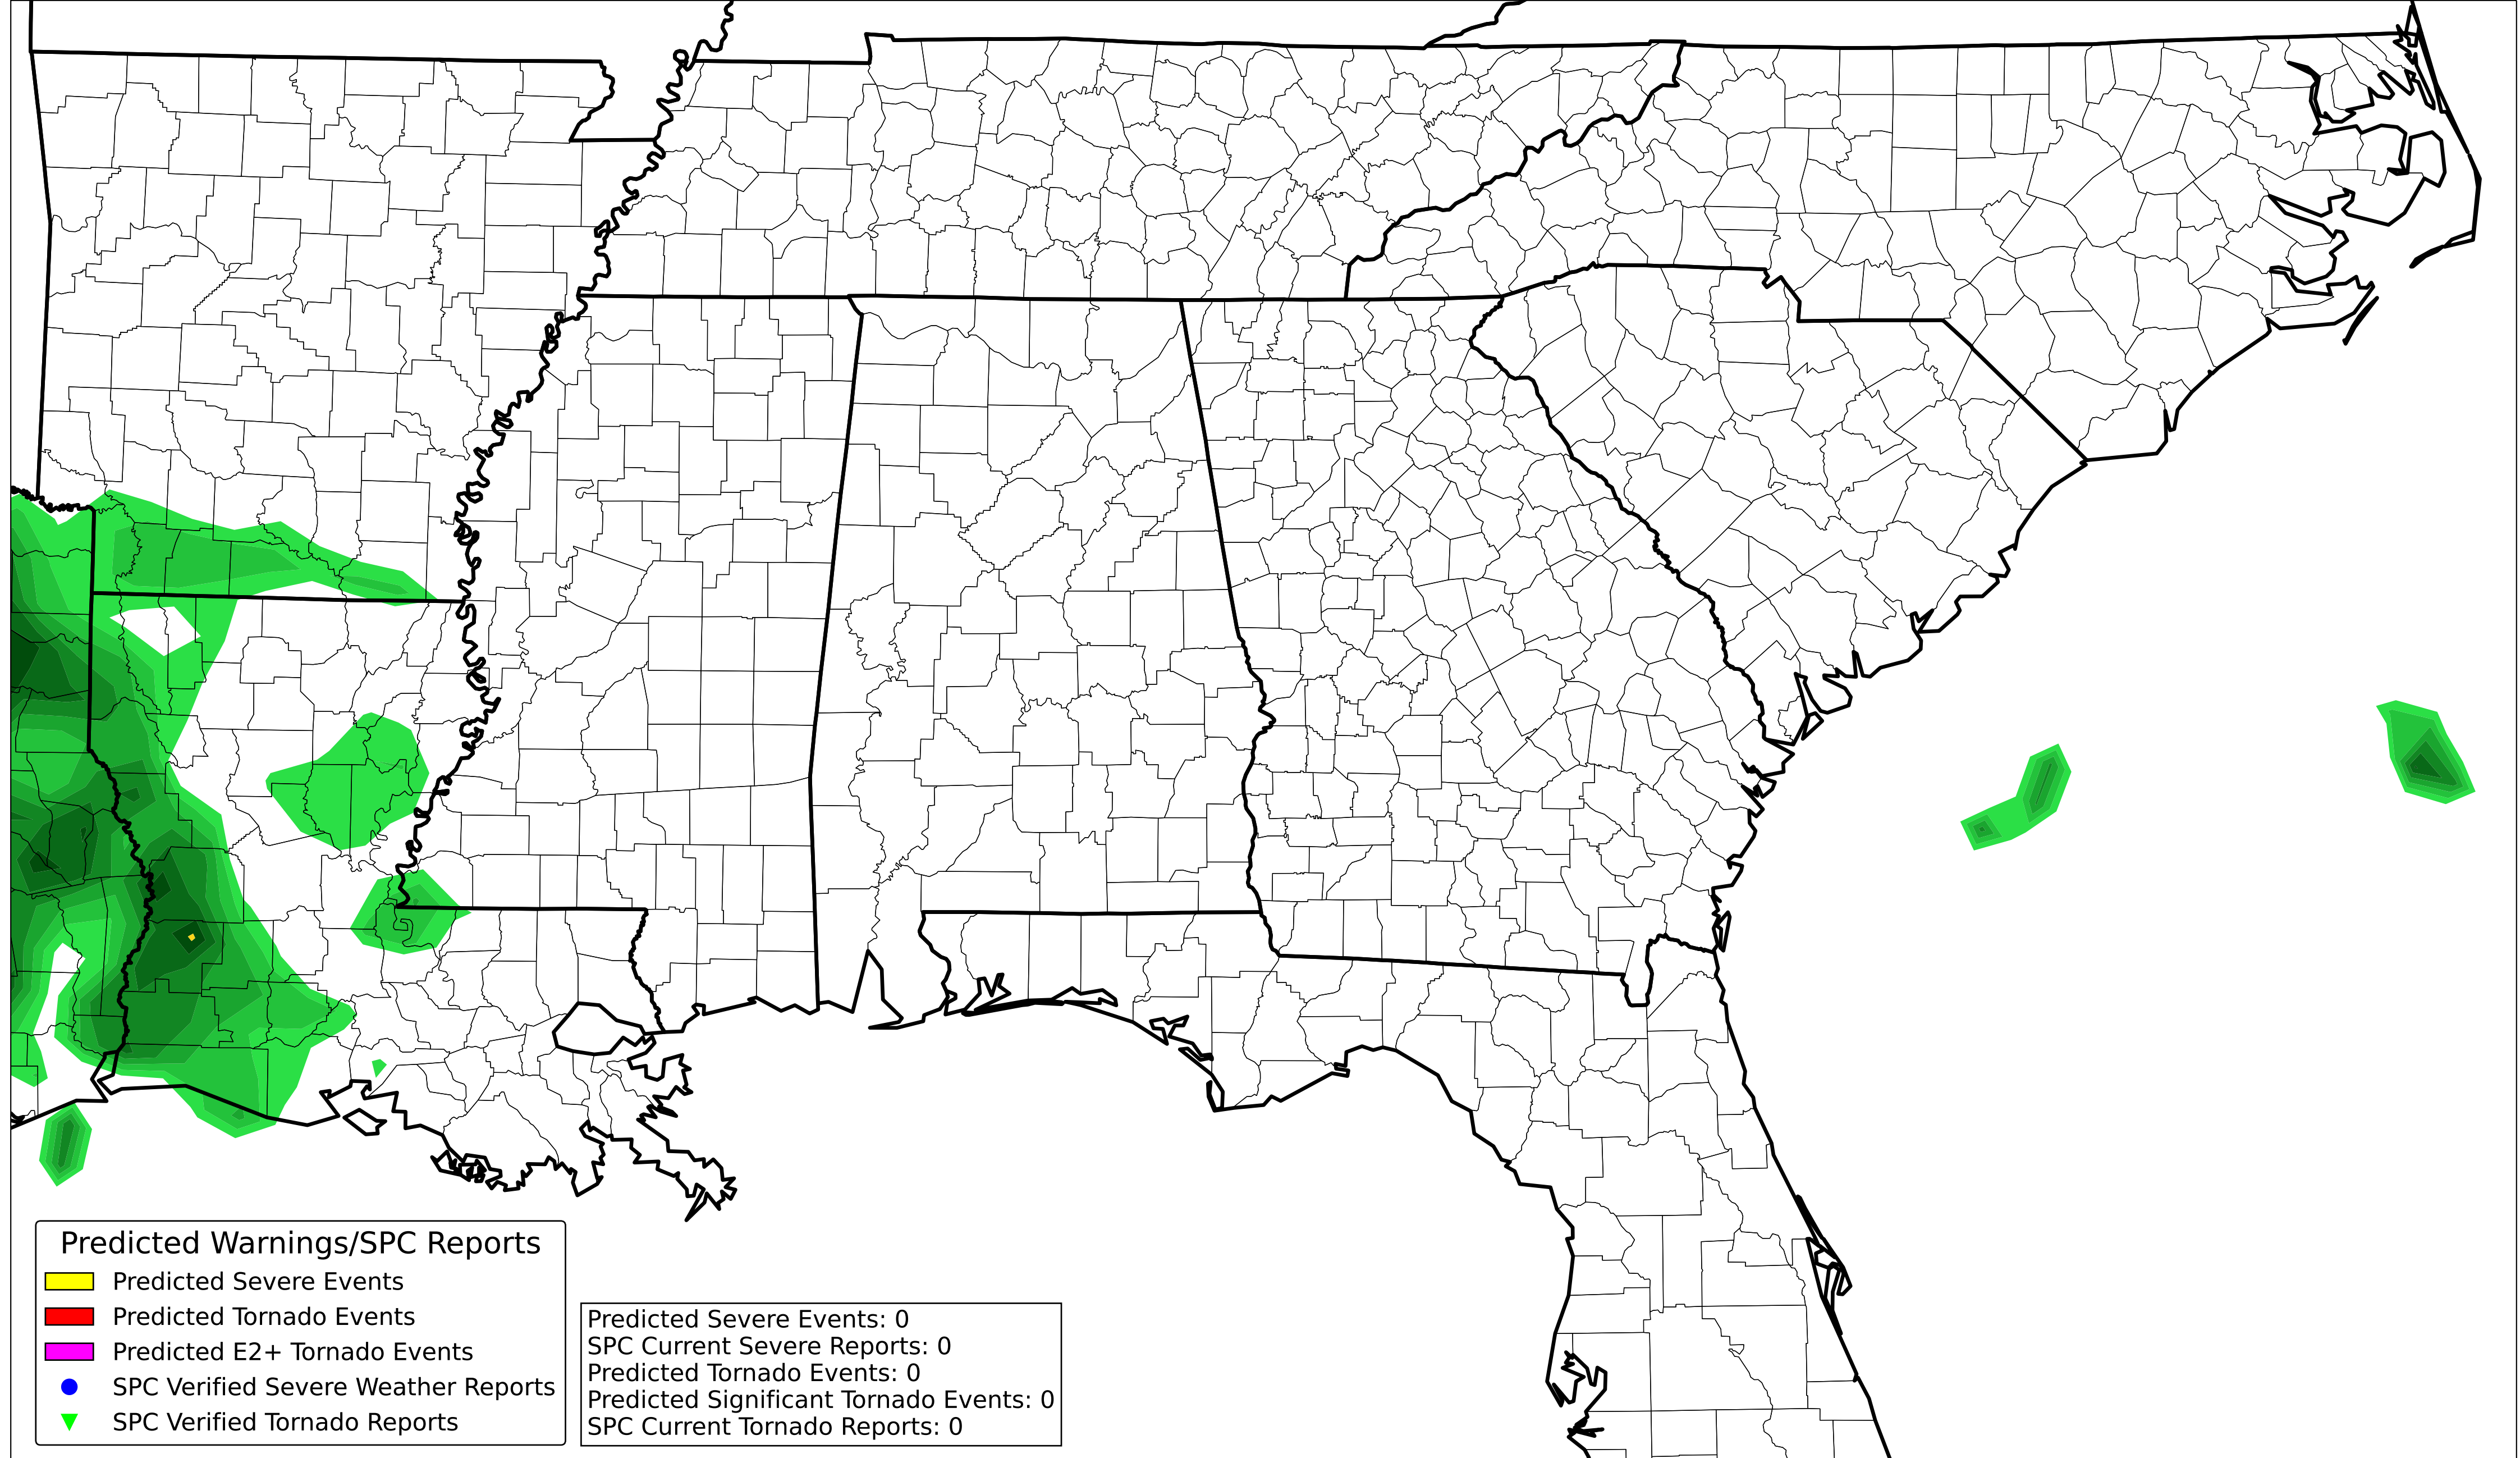 Predicted Warnings/SPC Reports
Predicted Severe Events
Predicted Tornado Events
Predicted E2+ Tornado Events
SPC Verified Severe Weather Reports
SPC Verified Tornado Reports
Predicted Severe Events: 0
SPC Current Severe Reports: 0
Predicted Tornado Events: 0
Predicted Significant Tornado Events: 0
SPC Current Tornado Reports: 0